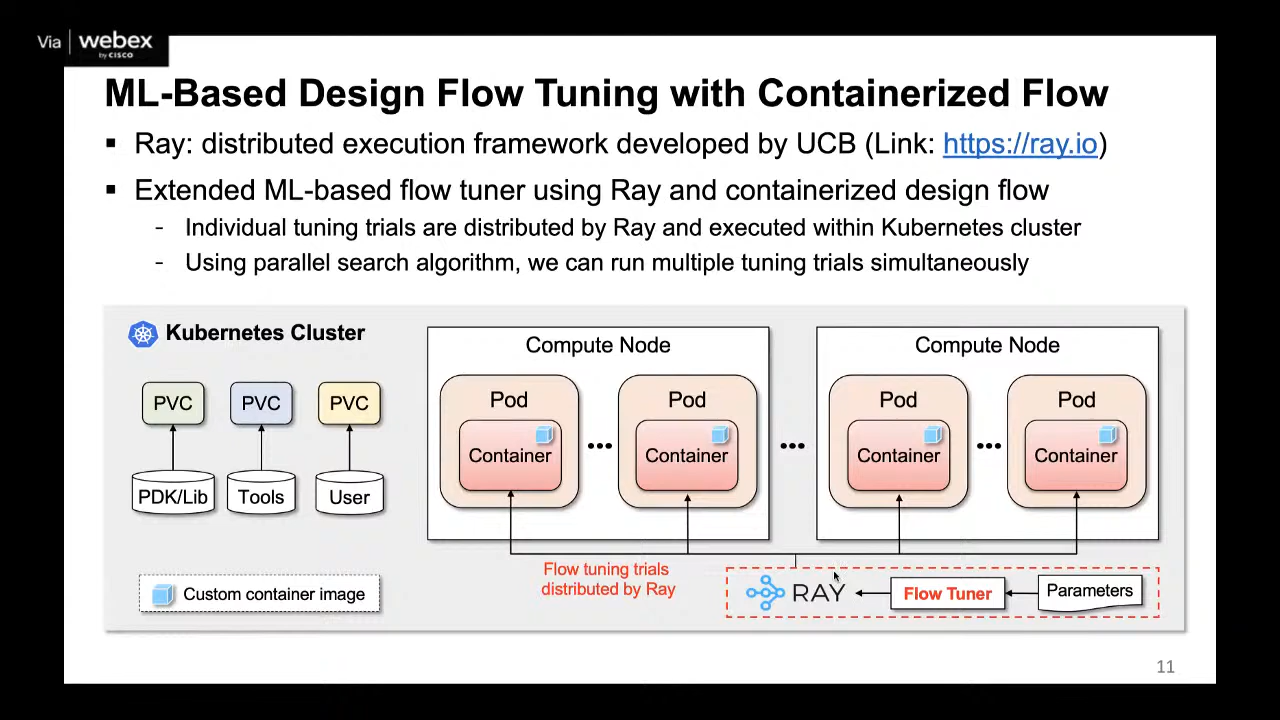 Via webex
by CISCO
ML-Based Design Flow Tuning with Containerized Flow
▪ Ray: distributed execution framework developed by UCB (Link: https://ray.io)
▪ Extended ML-based flow tuner using Ray and containerized design flow
- Individual tuning trials are distributed by Ray and executed within Kubernetes cluster
- Using parallel search algorithm, we can run multiple tuning trials simultaneously
Kubernetes Cluster
PVC PVC PVC
PDK/Lib Tools User
Custom container image
Compute Node
Pod Pod
Container ••• Container
•••
Compute Node
Pod Pod
Container ••• Container
Flow tuning trials
distributed by Ray
RAY Flow Tuner Parameters
11